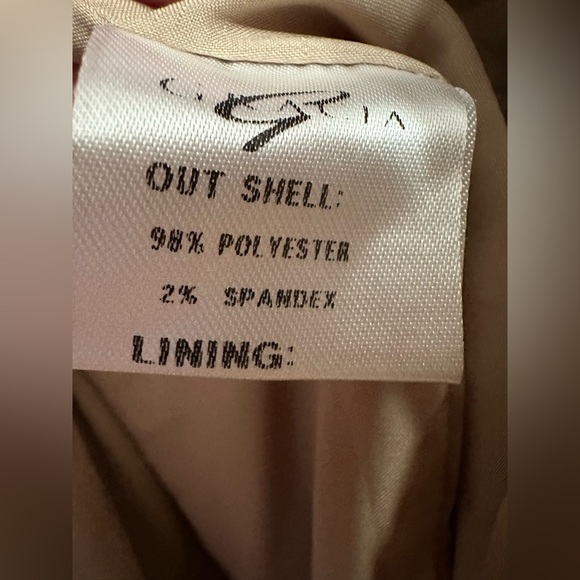 OUT SHELL:
98% POLYESTER
2% SPANDEX
LINING: